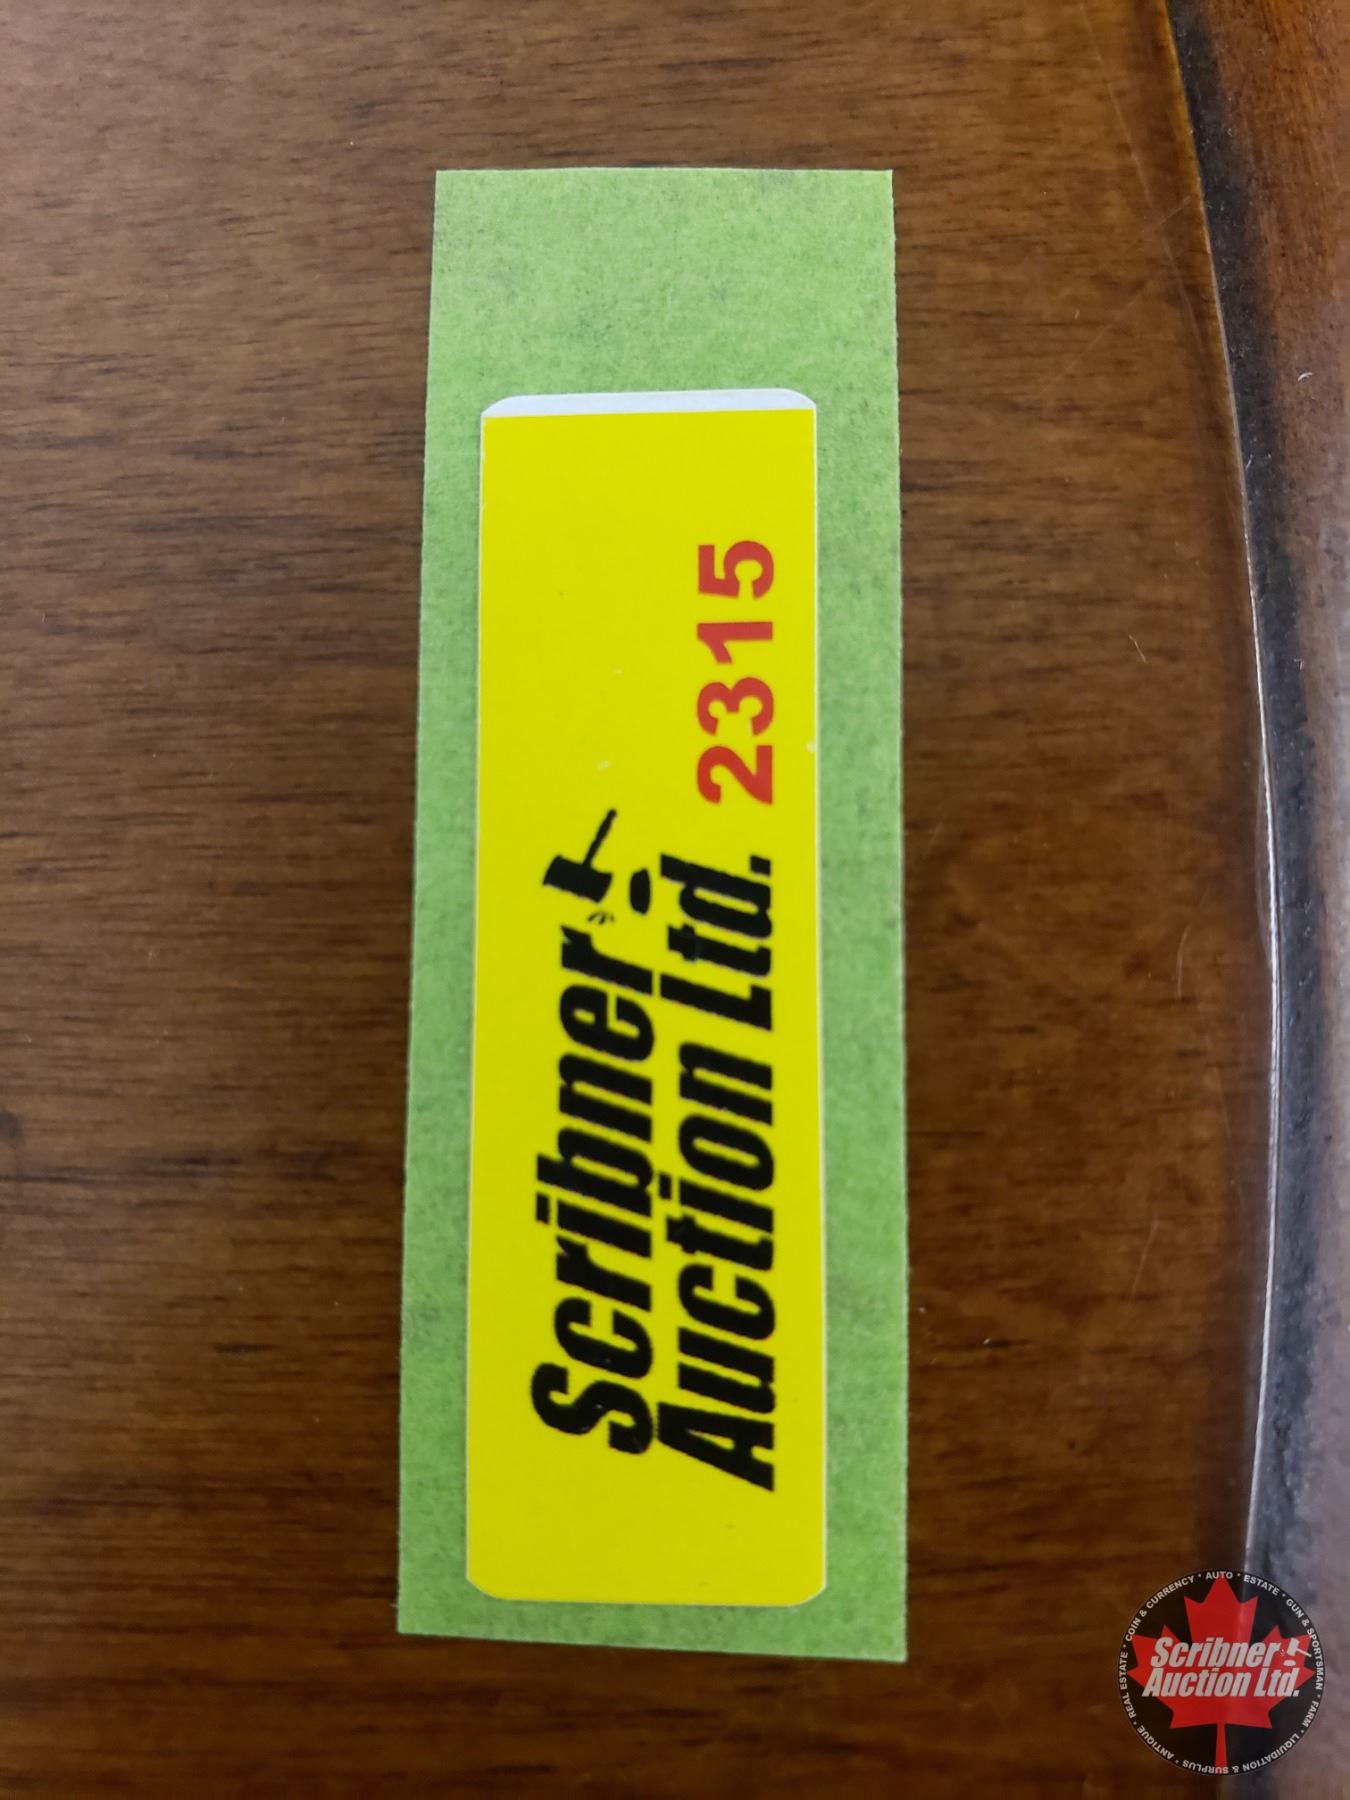 Scribner
Auction Ltd. 2315
COIN & CURRENCY • AUTO • ESTATE • GUN & SPORTSMAN • FARM • LIQUIDATION & SURPLUS • ANTIQUE • REAL ESTATE •
Scribner
Auction Ltd.